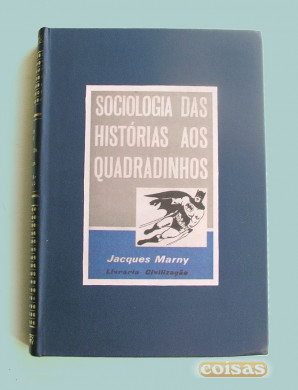 SOCIOLOGIA DAS
HISTÓRIAS AOS
QUADRADINHOS
Jacques Marny
Livraria Civilização
coisas